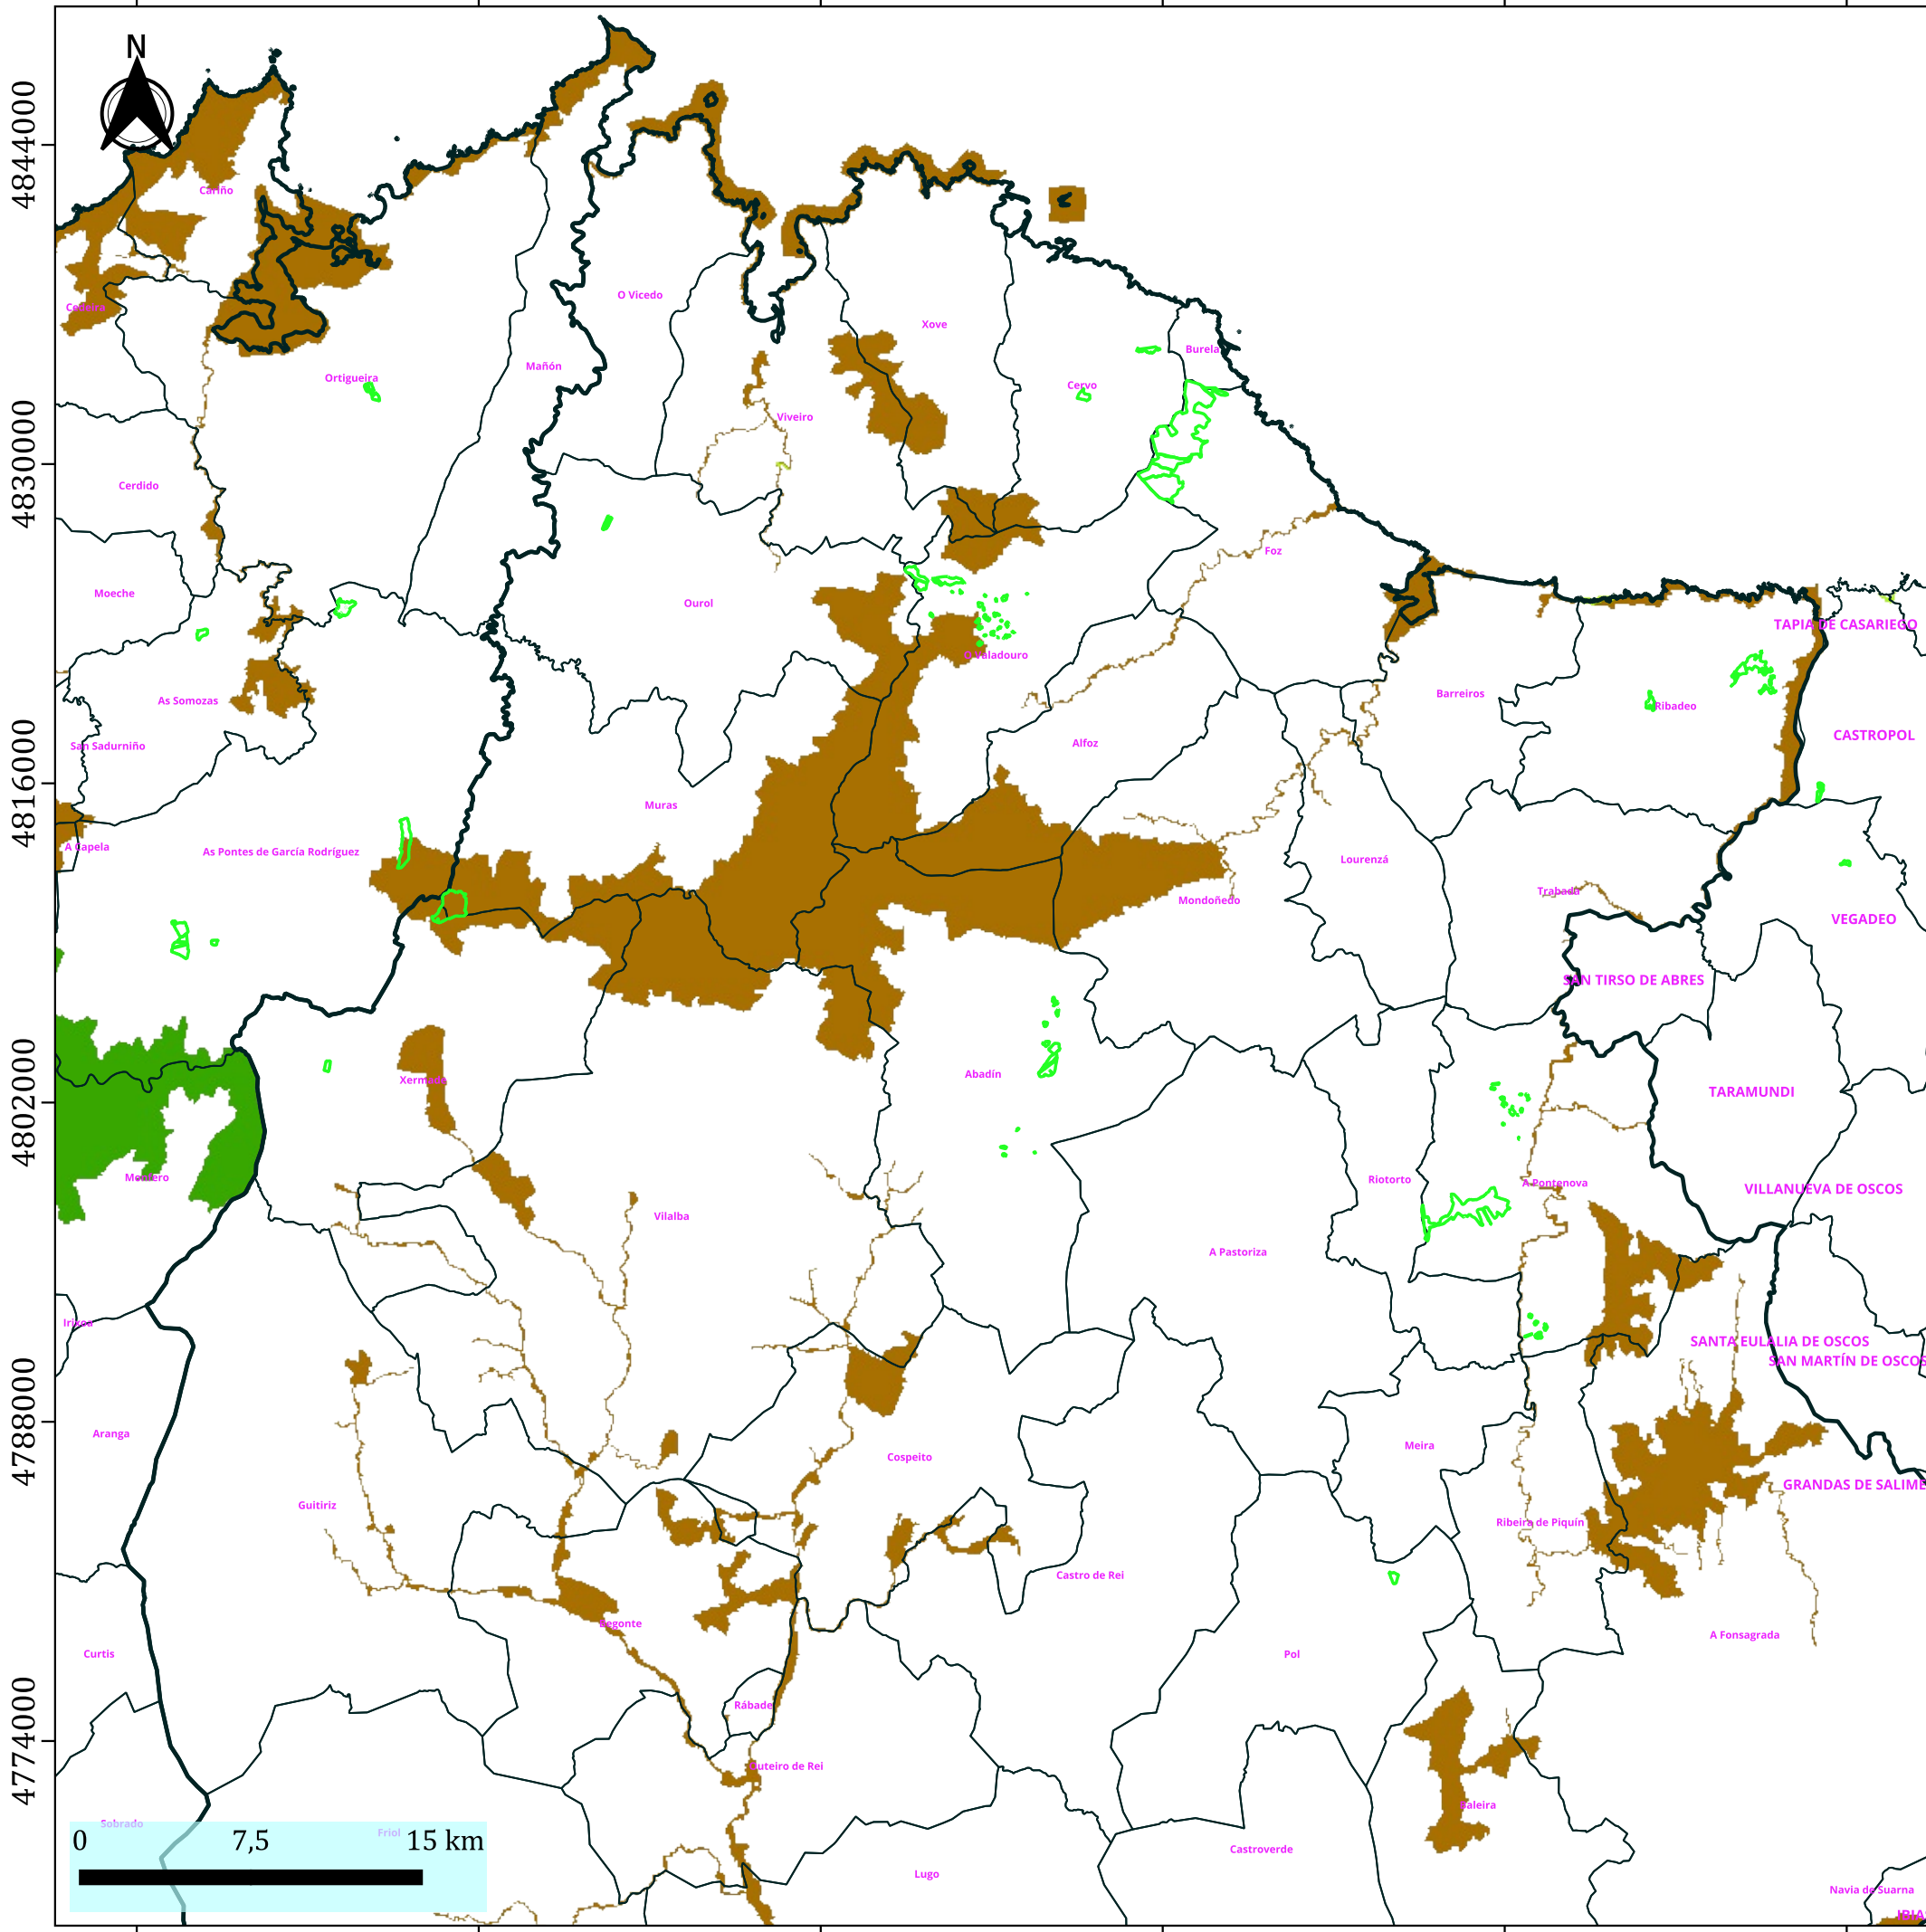 N
4844000
Cariño
O Vicedo
Xove
Burela
Mañón
Ortigueira
Cervo
Viveiro
4830000
Cerdido
Foz
Moeche
Ourol
TAPIA DE CASARIEGO
O Valadouro
As Somozas
Barreiros
Ribadeo
San Sadurniño
Alfoz
CASTROPOL
4816000
Muras
A Capela
As Pontes de García Rodríguez
Lourenzá
Trabada
Mondoñedo
VEGADEO
SAN TIRSO DE ABRES
4802000
Xermade
Abadín
TARAMUNDI
Monfero
Riotorto
A Pontenova
VILLANUEVA DE OSCOS
Vilalba
A Pastoriza
Irixoa
SANTA EULALIA DE OSCOS
SAN MARTÍN DE OSCOS
4788000
Aranga
Meira
Cospeito
GRANDAS DE SALIME
Guitiriz
Ribeira de Piquín
Castro de Rei
Begonte
A Fonsagrada
Curtis
Pol
Rábade
4774000
Outeiro de Rei
Baleira
Sobrado
Friol
0 7,5 15 km
Castroverde
Lugo
Navia de Suarna
IBIA